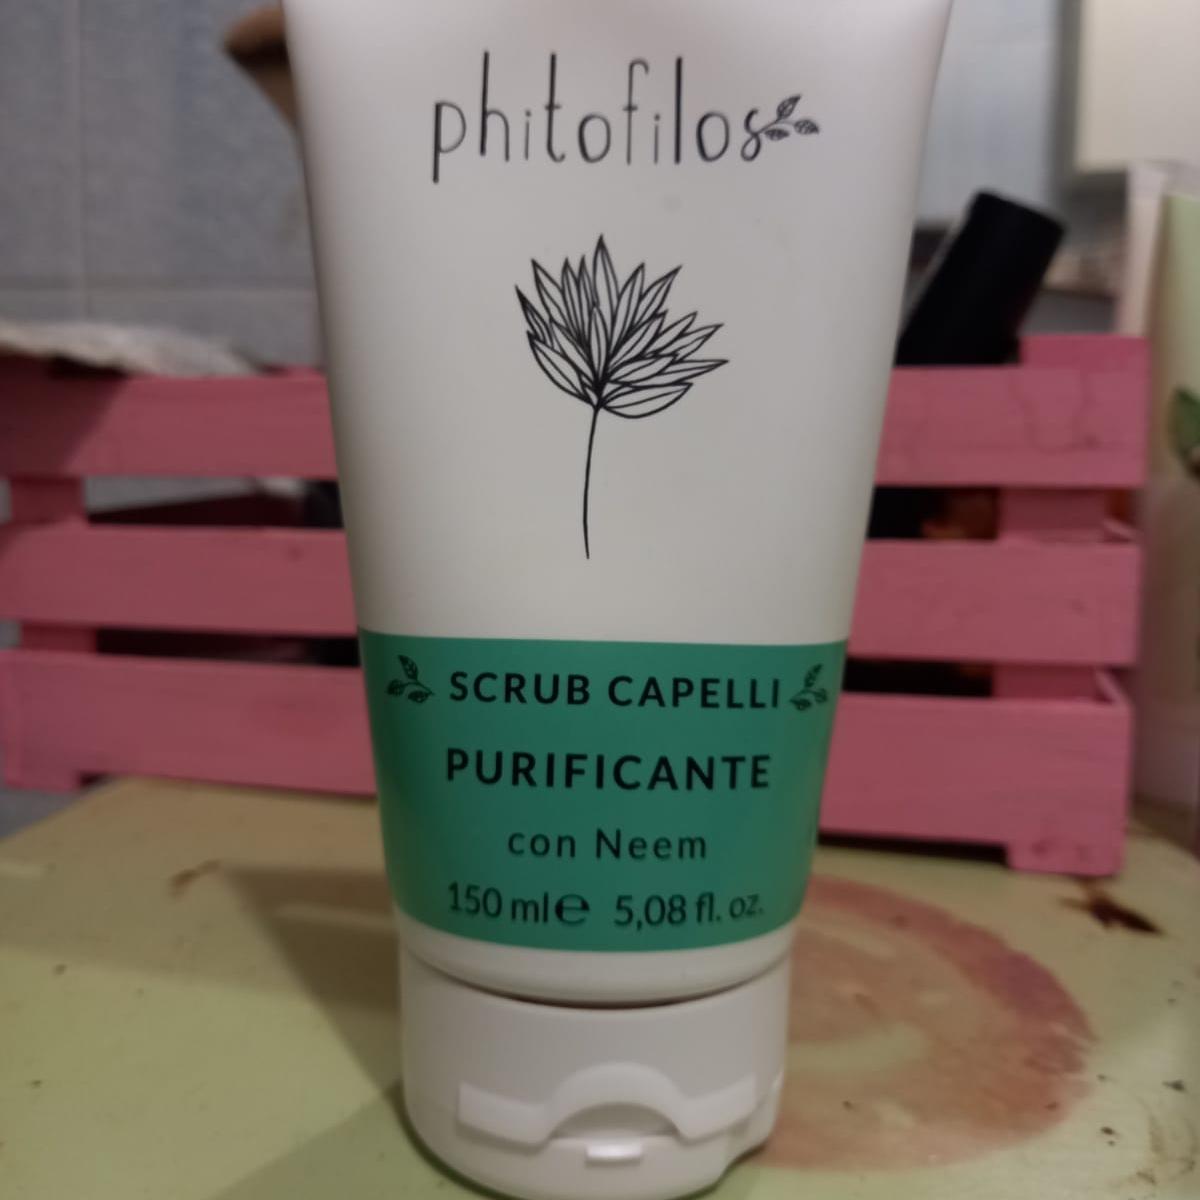 phitofilos
SCRUB CAPELLI
PURIFICANTE
con Neem
150 ml e 5,08 fl. oz.